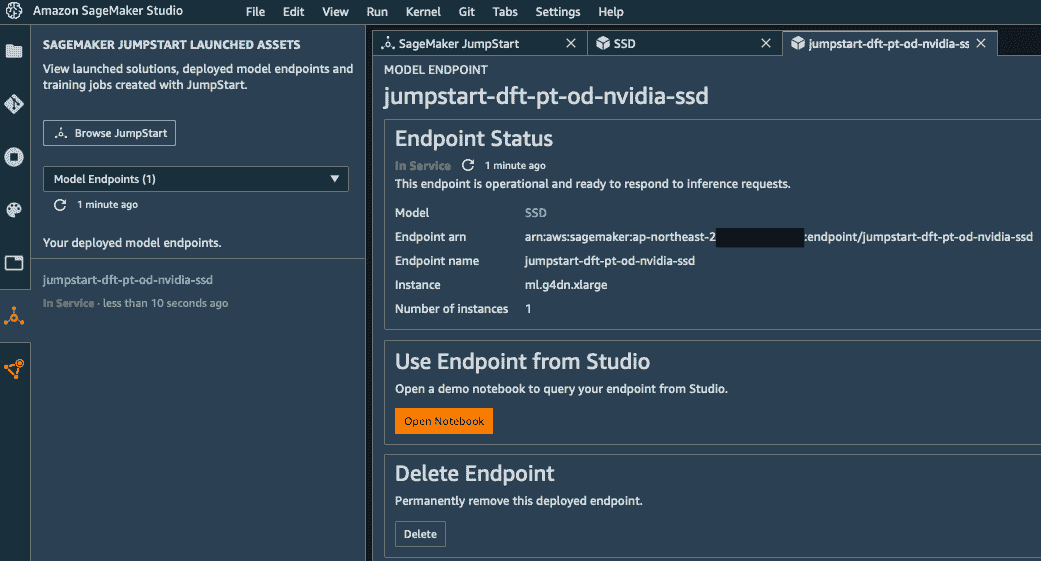 Amazon SageMaker Studio
File Edit View Run Kernel Git Tabs Settings Help
SAGEMAKER JUMPSTART LAUNCHED ASSETS
View launched solutions, deployed model endpoints and
training jobs created with JumpStart.
Browse JumpStart
Model Endpoints (1)
1 minute ago
Your deployed model endpoints.
jumpstart-dft-pt-od-nvidia-ssd
In Service · less than 10 seconds ago
SageMaker JumpStart
SSD
jumpstart-dft-pt-od-nvidia-ss
MODEL ENDPOINT
jumpstart-dft-pt-od-nvidia-ssd
Endpoint Status
In Service 1 minute ago
This endpoint is operational and ready to respond to inference requests.
Model SSD
Endpoint arn arn:aws:sagemaker:ap-northeast-2 :endpoint/jumpstart-dft-pt-od-nvidia-ssd
Endpoint name jumpstart-dft-pt-od-nvidia-ssd
Instance ml.g4dn.xlarge
Number of instances 1
Use Endpoint from Studio
Open a demo notebook to query your endpoint from Studio.
Open Notebook
Delete Endpoint
Permanently remove this deployed endpoint.
Delete